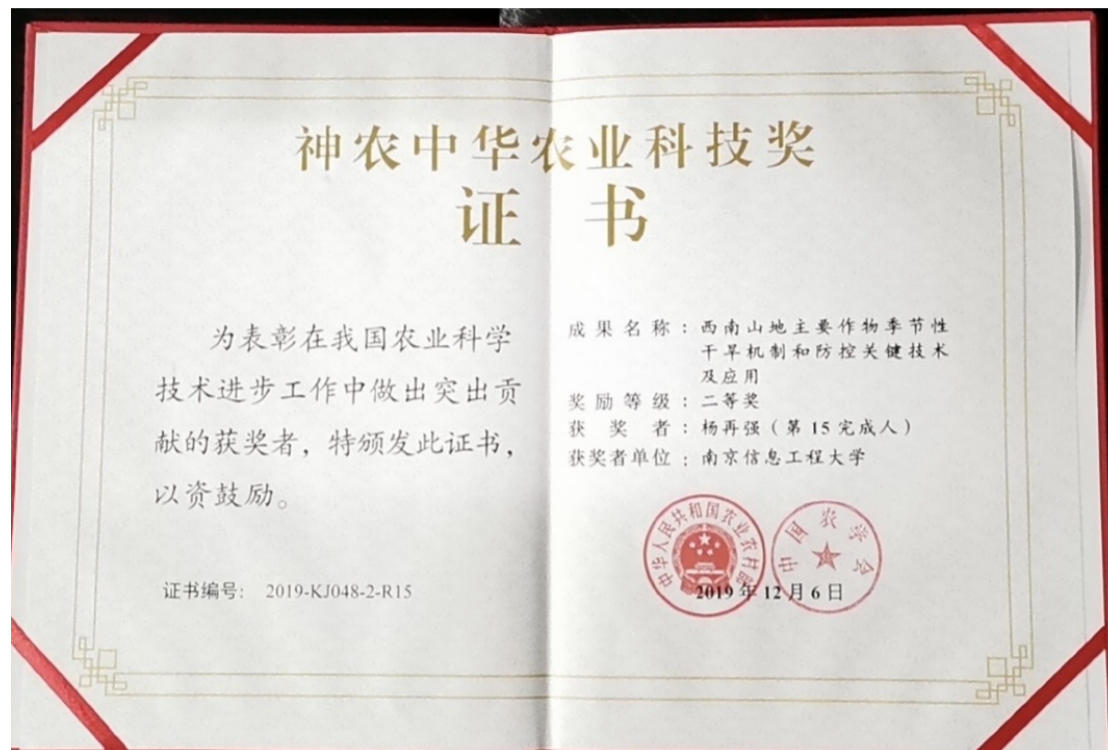 神农中华农业科技奖
证书
为表彰在我国农业科学
技术进步工作中做出突出贡
献的获奖者，特颁发此证书，
以资鼓励。
证书编号： 2019-KJ048-2-R15
成果名称：西南山地主要作物季节性
干旱机制和防控关键技术
及应用
奖励等级：二等奖
获奖者：杨再强（第15完成人）
获奖者单位：南京信息工程大学
中华人民共和国农业农村部
中国农学会
2019年12月6日